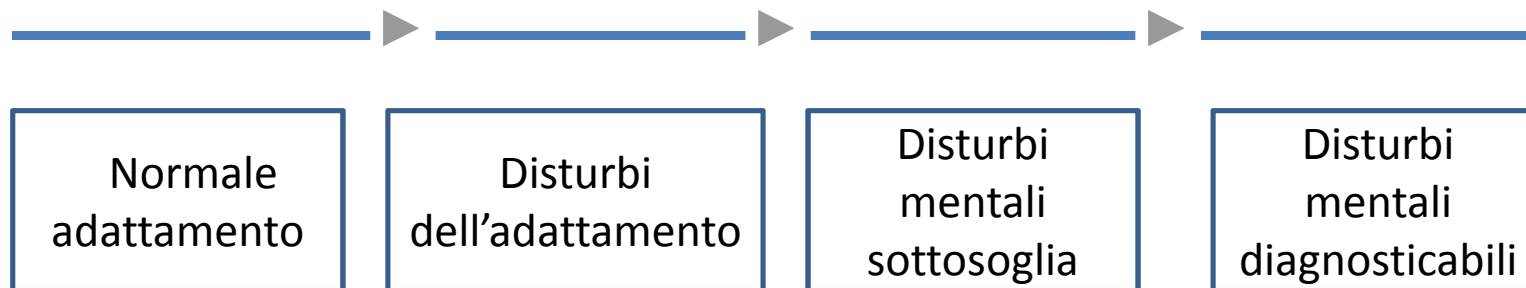 Normale
adattamento
Disturbi
dell’adattamento
Disturbi
mentali
sottosoglia
Disturbi
mentali
diagnosticabili